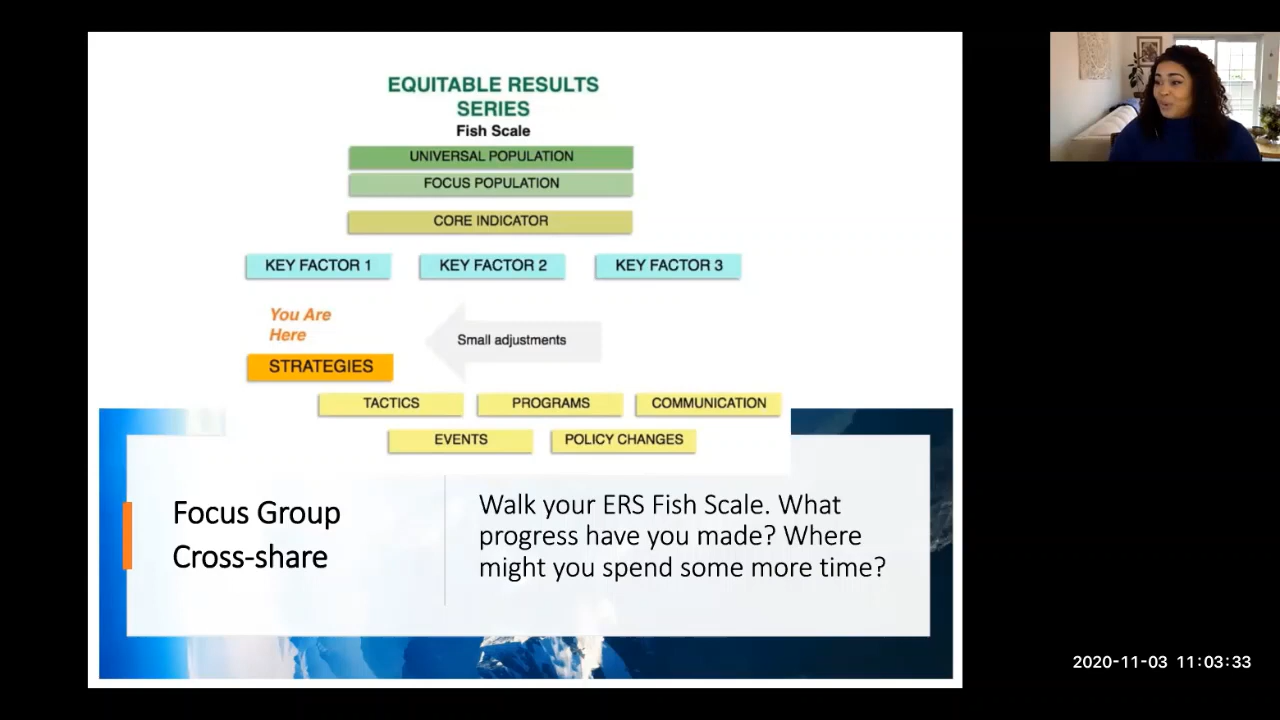 EQUITABLE RESULTS
SERIES
Fish Scale
UNIVERSAL POPULATION
FOCUS POPULATION
CORE INDICATOR
KEY FACTOR 1
KEY FACTOR 2
KEY FACTOR 3
You Are
Here
Small adjustments
STRATEGIES
TACTICS
PROGRAMS
COMMUNICATION
EVENTS
POLICY CHANGES
Focus Group
Cross-share
Walk your ERS Fish Scale. What
progress have you made? Where
might you spend some more time?
2020-11-03 11:03:33